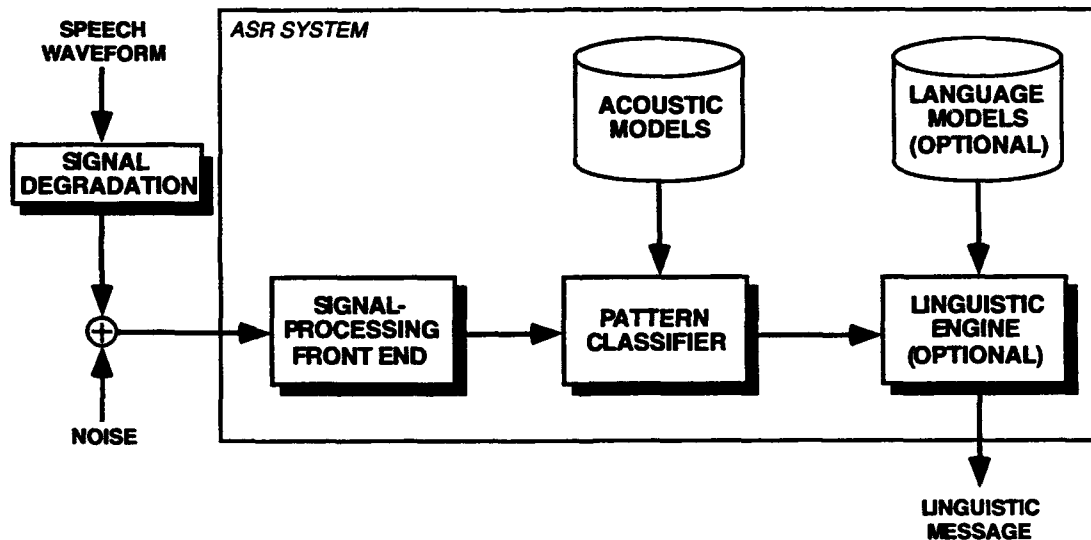 SPEECH
WAVEFORM
ASR SYSTEM
ACOUSTIC
MODELS
LANGUAGE
MODELS
(OPTIONAL)
SIGNAL
DEGRADATION
SIGNAL-
PROCESSING
FRONT END
PATTERN
CLASSIFIER
LINGUISTIC
ENGINE
(OPTIONAL)
NOISE
LINGUISTIC
MESSAGE